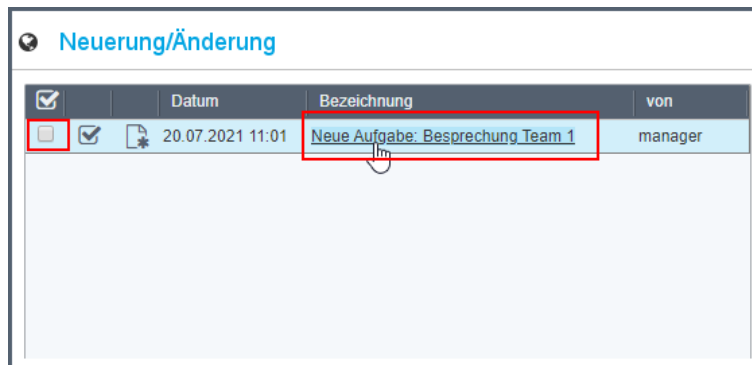 Neuerung/Änderung
Datum Bezeichnung von
20.07.2021 11:01 Neue Aufgabe: Besprechung Team 1 manager